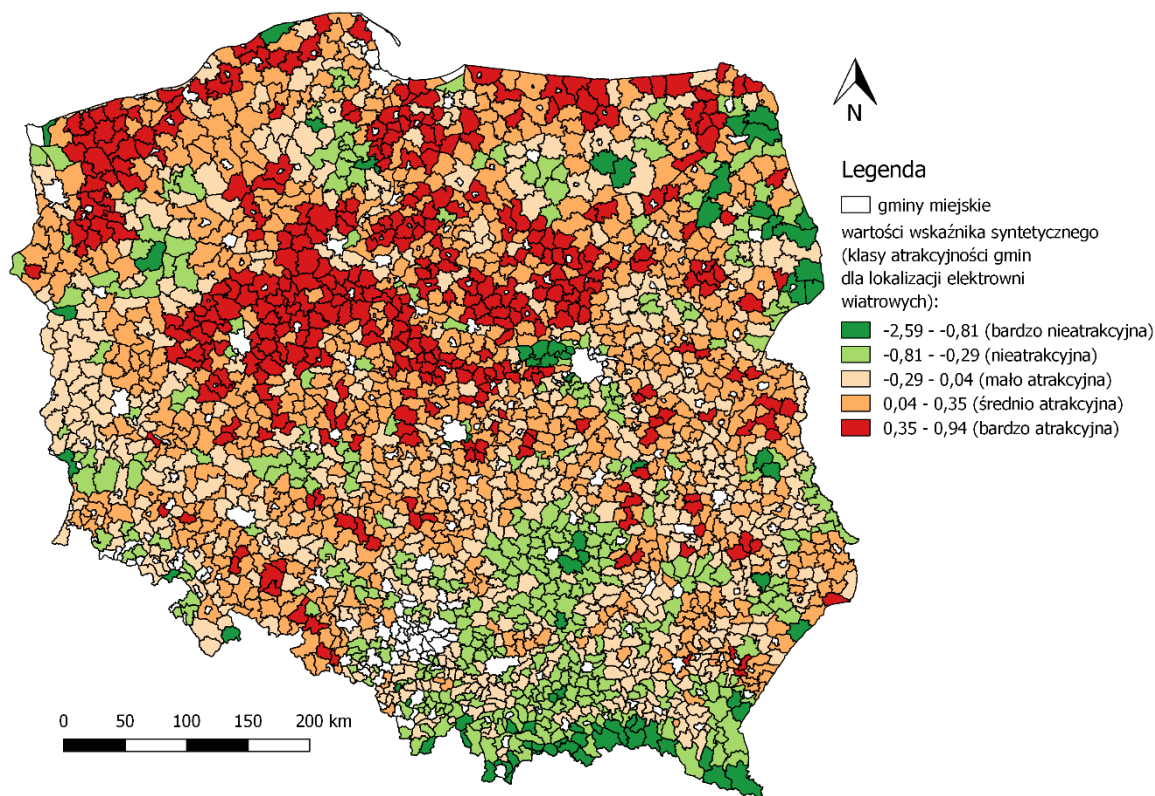 N
Legenda
gminy miejskie
wartości wskaźnika syntetycznego
(klasy atrakcyjności gmin
dla lokalizacji elektrowni
wiatrowych):
-2,59 - -0,81 (bardzo nieatrakcyjna)
-0,81 - -0,29 (nieatrakcyjna)
-0,29 - 0,04 (mało atrakcyjna)
0,04 - 0,35 (średnio atrakcyjna)
0,35 - 0,94 (bardzo atrakcyjna)
0 50 100 150 200 km